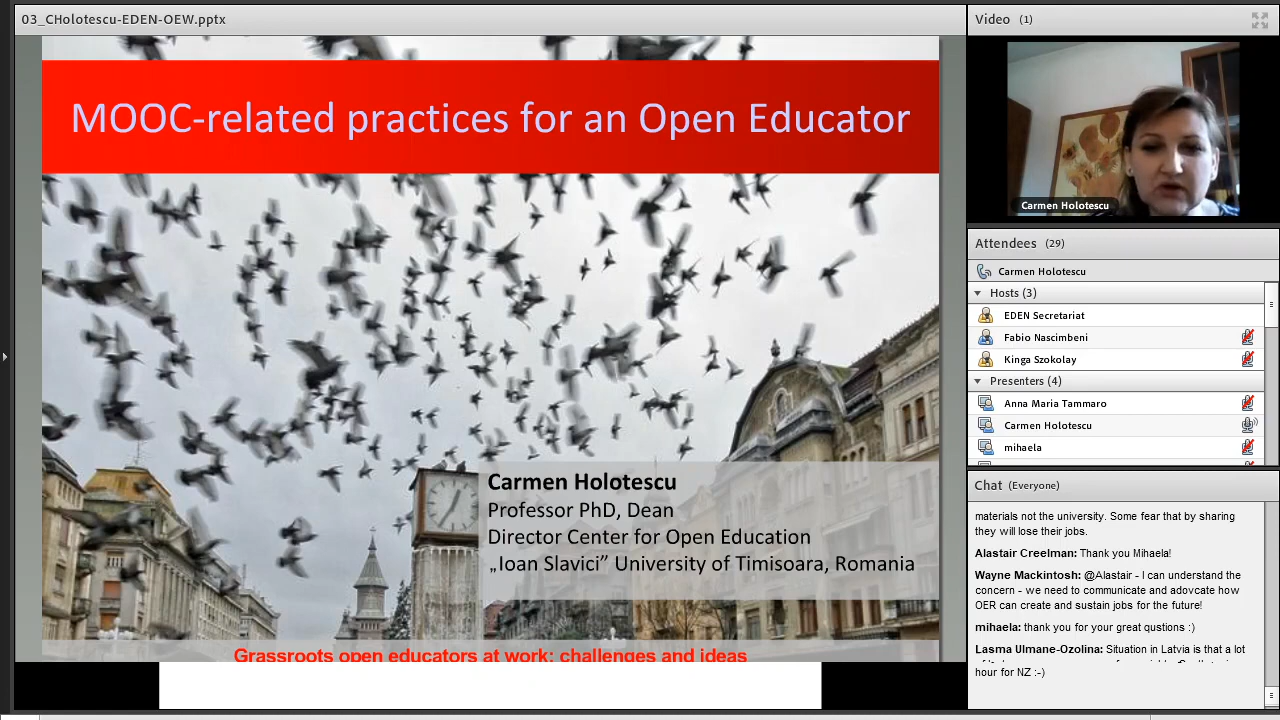 03_CHolotescu-EDEN-OEW.pptx
MOOC-related practices for an Open Educator
Carmen Holotescu
Professor PhD, Dean
Director Center for Open Education
„Ioan Slavici” University of Timisoara, Romania
Grassroots open educators at work: challenges and ideas
Video (1)
Carmen Holotescu
Attendees (29)
Carmen Holotescu
Hosts (3)
EDEN Secretariat
Fabio Nascimbeni
Kinga Szokolay
Presenters (4)
Anna Maria Tammaro
Carmen Holotescu
mihaela
Chat (Everyone)
materials not the university. Some fear that by sharing
they will lose their jobs.
Alastair Creelman: Thank you Mihaela!
Wayne Mackintosh: @Alastair - I can understand the
concern - we need to communicate and adovcate how
OER can create and sustain jobs for the future!
mihaela: thank you for your great qustions :)
Lasma Ulmane-Ozolina: Situation in Latvia is that a lot
hour for NZ :-)